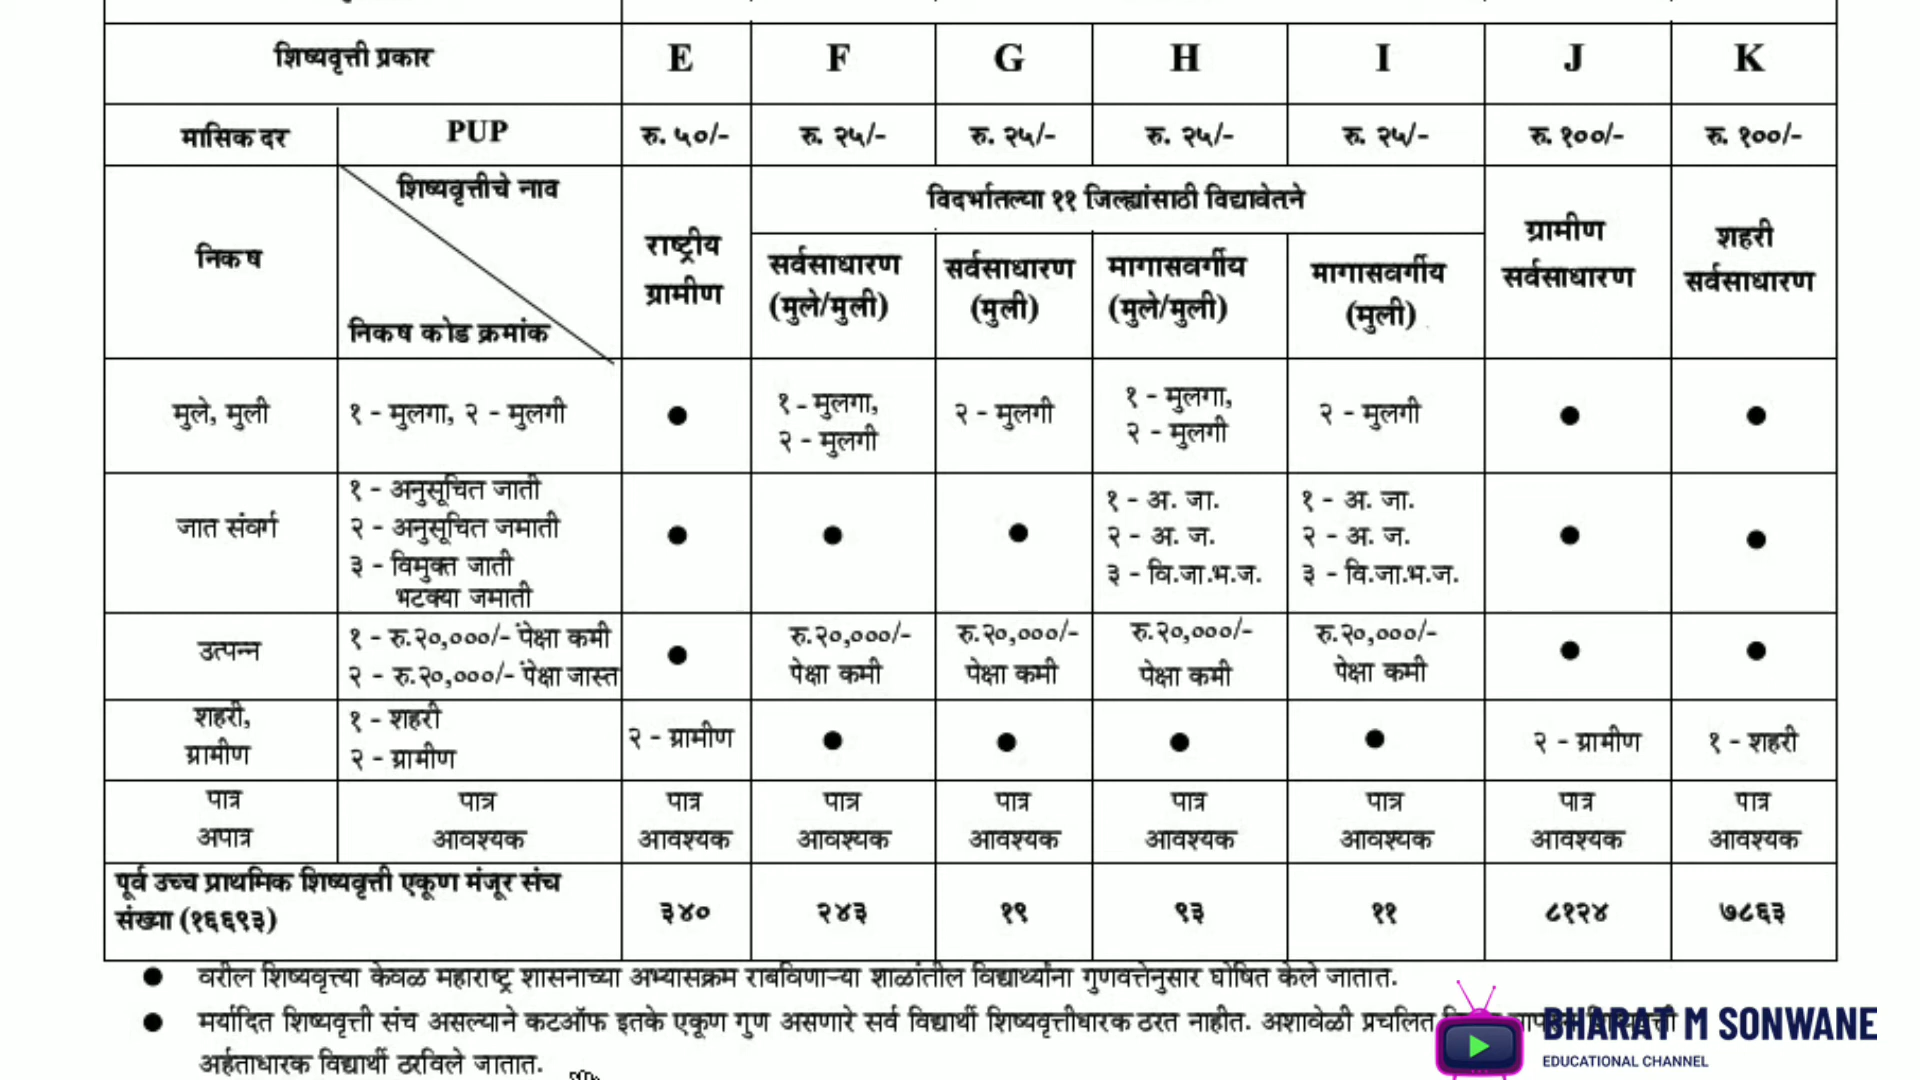 शिष्यवृत्ती प्रकार E F G H I J K
मासिक दर PUP रु. ५०/- रु. २५/- रु. २५/- रु. २५/- रु. २५/- रु. १००/- रु. १००/-
निकष
शिष्यवृत्तीचे नाव
निकष कोड क्रमांक
राष्ट्रीय
ग्रामीण
विदर्भातल्या ११ जिल्ह्यांसाठी विद्यावेतने
सर्वसाधारण
(मुले/मुली)
सर्वसाधारण
(मुली)
मागासवर्गीय
(मुले/मुली)
मागासवर्गीय
(मुली)
ग्रामीण
सर्वसाधारण
शहरी
सर्वसाधारण
मुले, मुली
१ - मुलगा, २ - मुलगी
●
१ - मुलगा,
२ - मुलगी
२ - मुलगी
१ - मुलगा,
२ - मुलगी
२ - मुलगी
●
●
जात संवर्ग
१ - अनुसूचित जाती
२ - अनुसूचित जमाती
३ - विमुक्त जाती
भटक्या जमाती
●
●
●
१ - अ. जा.
२ - अ. ज.
३ - वि.जा.भ.ज.
१ - अ. जा.
२ - अ. ज.
३ - वि.जा.भ.ज.
●
●
उत्पन्न
१ - रु.२०,०००/- पेक्षा कमी
२ - रु.२०,०००/- पेक्षा जास्त
●
रु.२०,०००/-
पेक्षा कमी
रु.२०,०००/-
पेक्षा कमी
रु.२०,०००/-
पेक्षा कमी
रु.२०,०००/-
पेक्षा कमी
●
●
शहरी,
ग्रामीण
१ - शहरी
२ - ग्रामीण
२ - ग्रामीण
●
●
●
●
२ - ग्रामीण
१ - शहरी
पात्र पात्र पात्र पात्र पात्र पात्र पात्र पात्र पात्र
अपात्र आवश्यक आवश्यक आवश्यक आवश्यक आवश्यक आवश्यक आवश्यक आवश्यक
पूर्व उच्च प्राथमिक शिष्यवृत्ती एकूण मंजूर संच
संख्या (१६६९३)
३४० २४३ १९ ९३ ११ ८१२४ ७८६३
● वरील शिष्यवृत्त्या केवळ महाराष्ट्र शासनाच्या अभ्यासक्रम राबविणाऱ्या शाळांतील विद्यार्थ्यांना गुणवत्तेनुसार घोषित केले जातात.
● मर्यादित शिष्यवृत्ती संच असल्याने कटऑफ इतके एकूण गुण असणारे सर्व विद्यार्थी शिष्यवृत्तीधारक ठरत नाहीत. अशावेळी प्रचलित
अर्हताधारक विद्यार्थी ठरविले जातात.
BHARAT M SONWANE
EDUCATIONAL CHANNEL